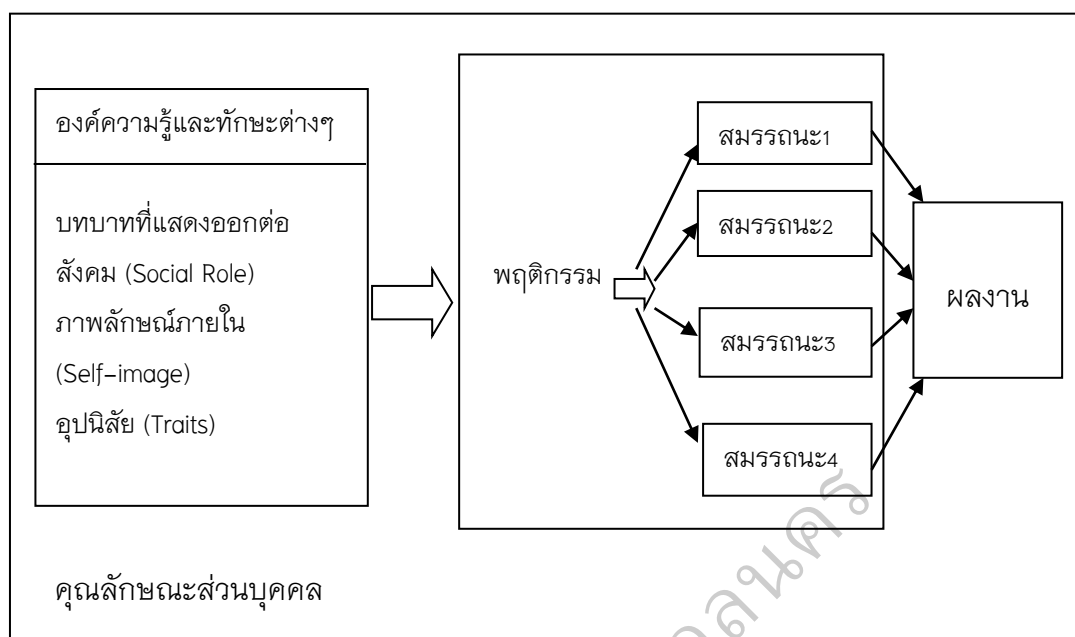 องค์ความรู้และทักษะต่างๆ
บทบาทที่แสดงออกต่อ
สังคม (Social Role)
ภาพลักษณ์ภายใน
(Self-image)
อุปนิสัย (Traits)
คุณลักษณะส่วนบุคคล
พฤติกรรม
สมรรถนะ1
สมรรถนะ2
สมรรถนะ3
สมรรถนะ4
ผลงาน